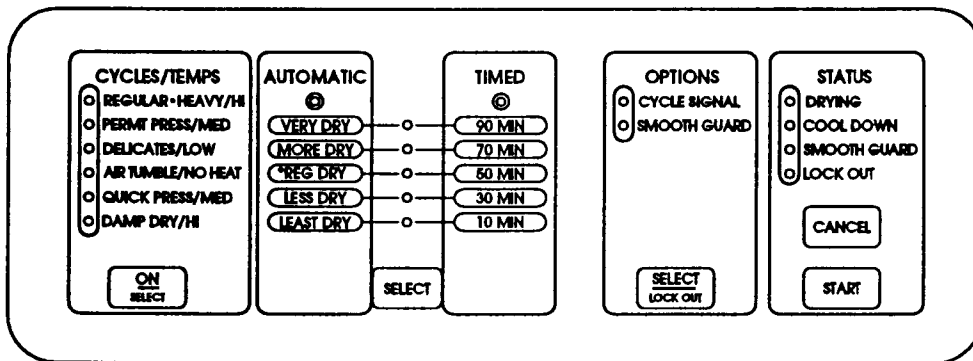 CYCLES/TEMPS
REGULAR•HEAVY/HI
PERMT PRESS/MED
DELICATES/LOW
AIR TUMBLE/NO HEAT
QUICK PRESS/MED
DAMP DRY/HI
ON
SELECT
AUTOMATIC
VERY DRY
MORE DRY
*REG DRY
LESS DRY
LEAST DRY
SELECT
TIMED
90 MIN
70 MIN
50 MIN
30 MIN
10 MIN
OPTIONS
CYCLE SIGNAL
SMOOTH GUARD
SELECT
LOCK OUT
STATUS
DRYING
COOL DOWN
SMOOTH GUARD
LOCK OUT
CANCEL
START